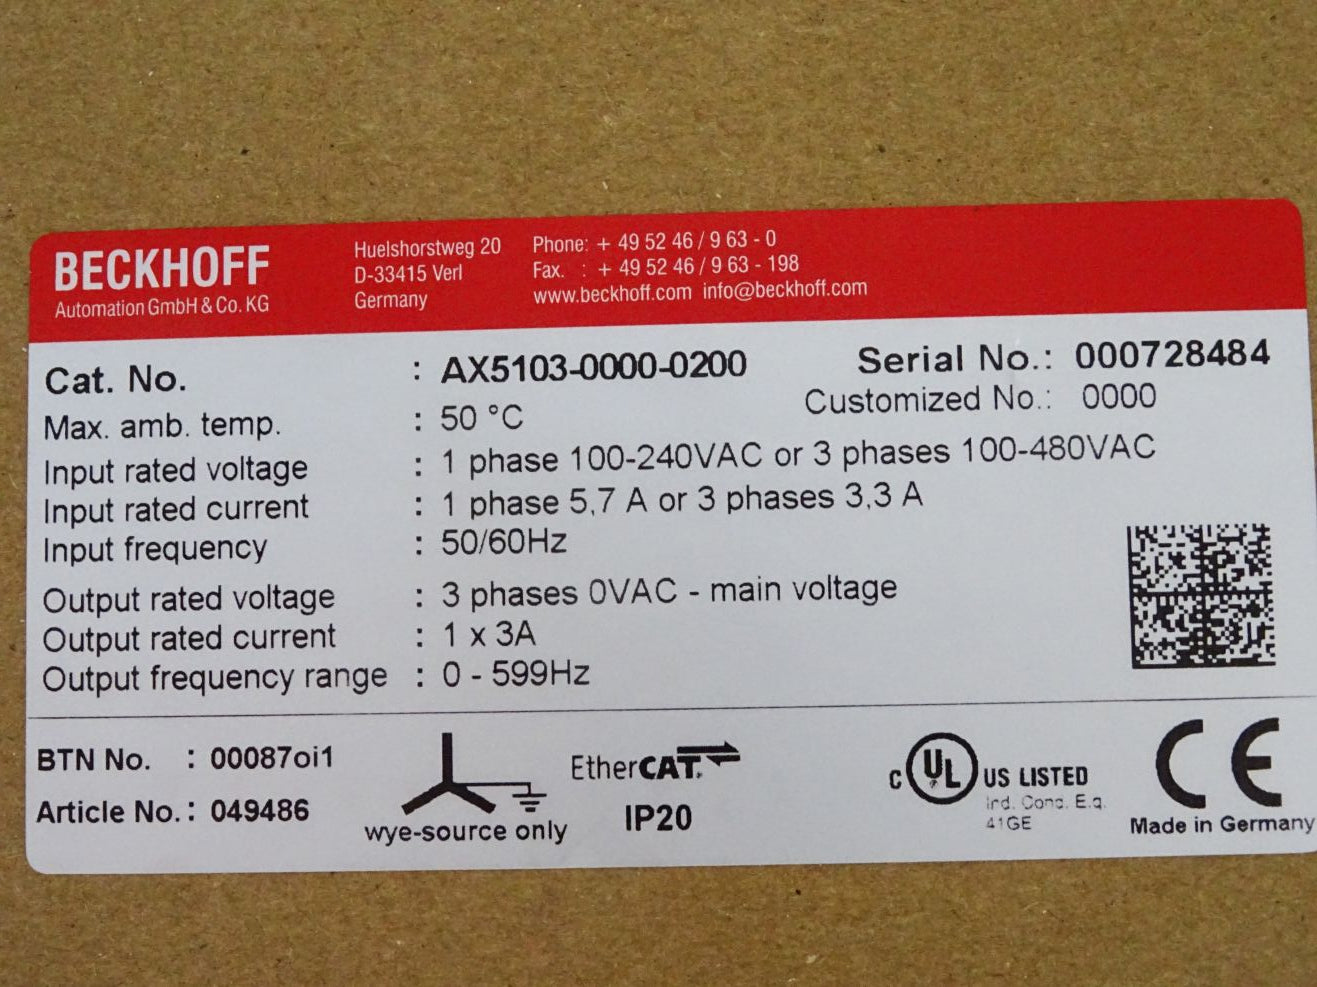 BECKHOFF
Automation GmbH & Co. KG
Huelshorstweg 20
D-33415 Verl
Germany
Phone: + 49 52 46 / 9 63 - 0
Fax. : + 49 52 46 / 9 63 - 198
www.beckhoff.com info@beckhoff.com
Cat. No. : AX5103-0000-0200
Serial No.: 000728484
Customized No.: 0000
Max. amb. temp. : 50 °C
Input rated voltage : 1 phase 100-240VAC or 3 phases 100-480VAC
Input rated current : 1 phase 5,7 A or 3 phases 3,3 A
Input frequency : 50/60Hz
Output rated voltage : 3 phases 0VAC - main voltage
Output rated current : 1 x 3A
Output frequency range : 0 - 599Hz
BTN No. : 00087oi1
Article No.: 049486
wye-source only
EtherCAT
IP20
C UL US LISTED
Ind. Conq. E.q.
41GE
CE
Made in Germany